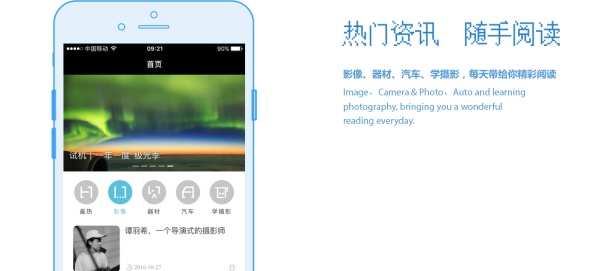 中国移动
09:21
90%
首页
试机 | 一年一度"极光季"
最热
影像
器材
汽车
学摄影
谭羽希，一个导演式的摄影师
2016-10-27
热门资讯 随手阅读
影像、器材、汽车、学摄影，每天带给你精彩阅读
Image、Camera & Photo、Auto and learning
photography, bringing you a wonderful
reading everyday.